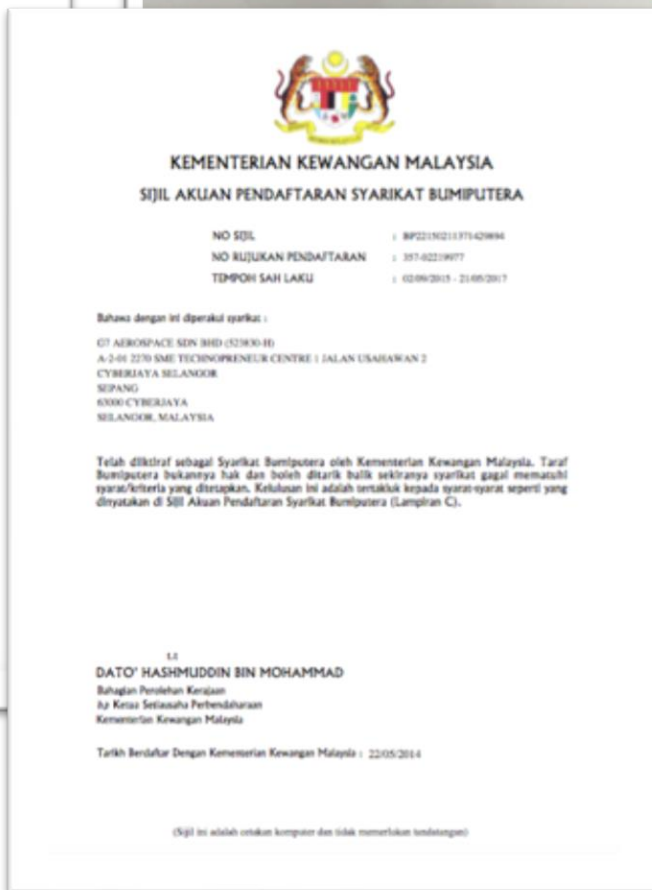 KEMENTERIAN KEWANGAN MALAYSIA
SIJIL AKUAN PENDAFTARAN SYARIKAT BUMIPUTERA
NO SIJIL :
NO RUJUKAN PENDAFTARAN : 357-02219977
TEMPOH SAH LAKU : 02/09/2015 - 21/05/2017
Bahawa dengan ini diperakui syarikat :
G7 AEROSPACE SDN BHD (523830-H)
A-2-01 2270 SME TECHNOPRENEUR CENTRE 1 JALAN USAHAWAN 2
CYBERJAYA SELANGOR
SEPANG
63000 CYBERJAYA
SELANGOR, MALAYSIA
Telah diiktiraf sebagai Syarikat Bumiputera oleh Kementerian Kewangan Malaysia. Taraf
Bumiputera bukannya hak dan boleh ditarik balik sekiranya syarikat gagal mematuhi
syarat/kriteria yang ditetapkan. Kelulusan ini adalah tertakluk kepada syarat-syarat seperti yang
dinyatakan di Sijil Akuan Pendaftaran Syarikat Bumiputera (Lampiran C).
t.t
DATO' HASHMUDDIN BIN MOHAMMAD
Bahagian Perolehan Kerajaan
b.p Ketua Setiausaha Perbendaharaan
Kementerian Kewangan Malaysia
Tarikh Berdaftar Dengan Kementerian Kewangan Malaysia : 22/05/2014
(Sijil ini adalah cetakan komputer dan tidak memerlukan tandatangan)